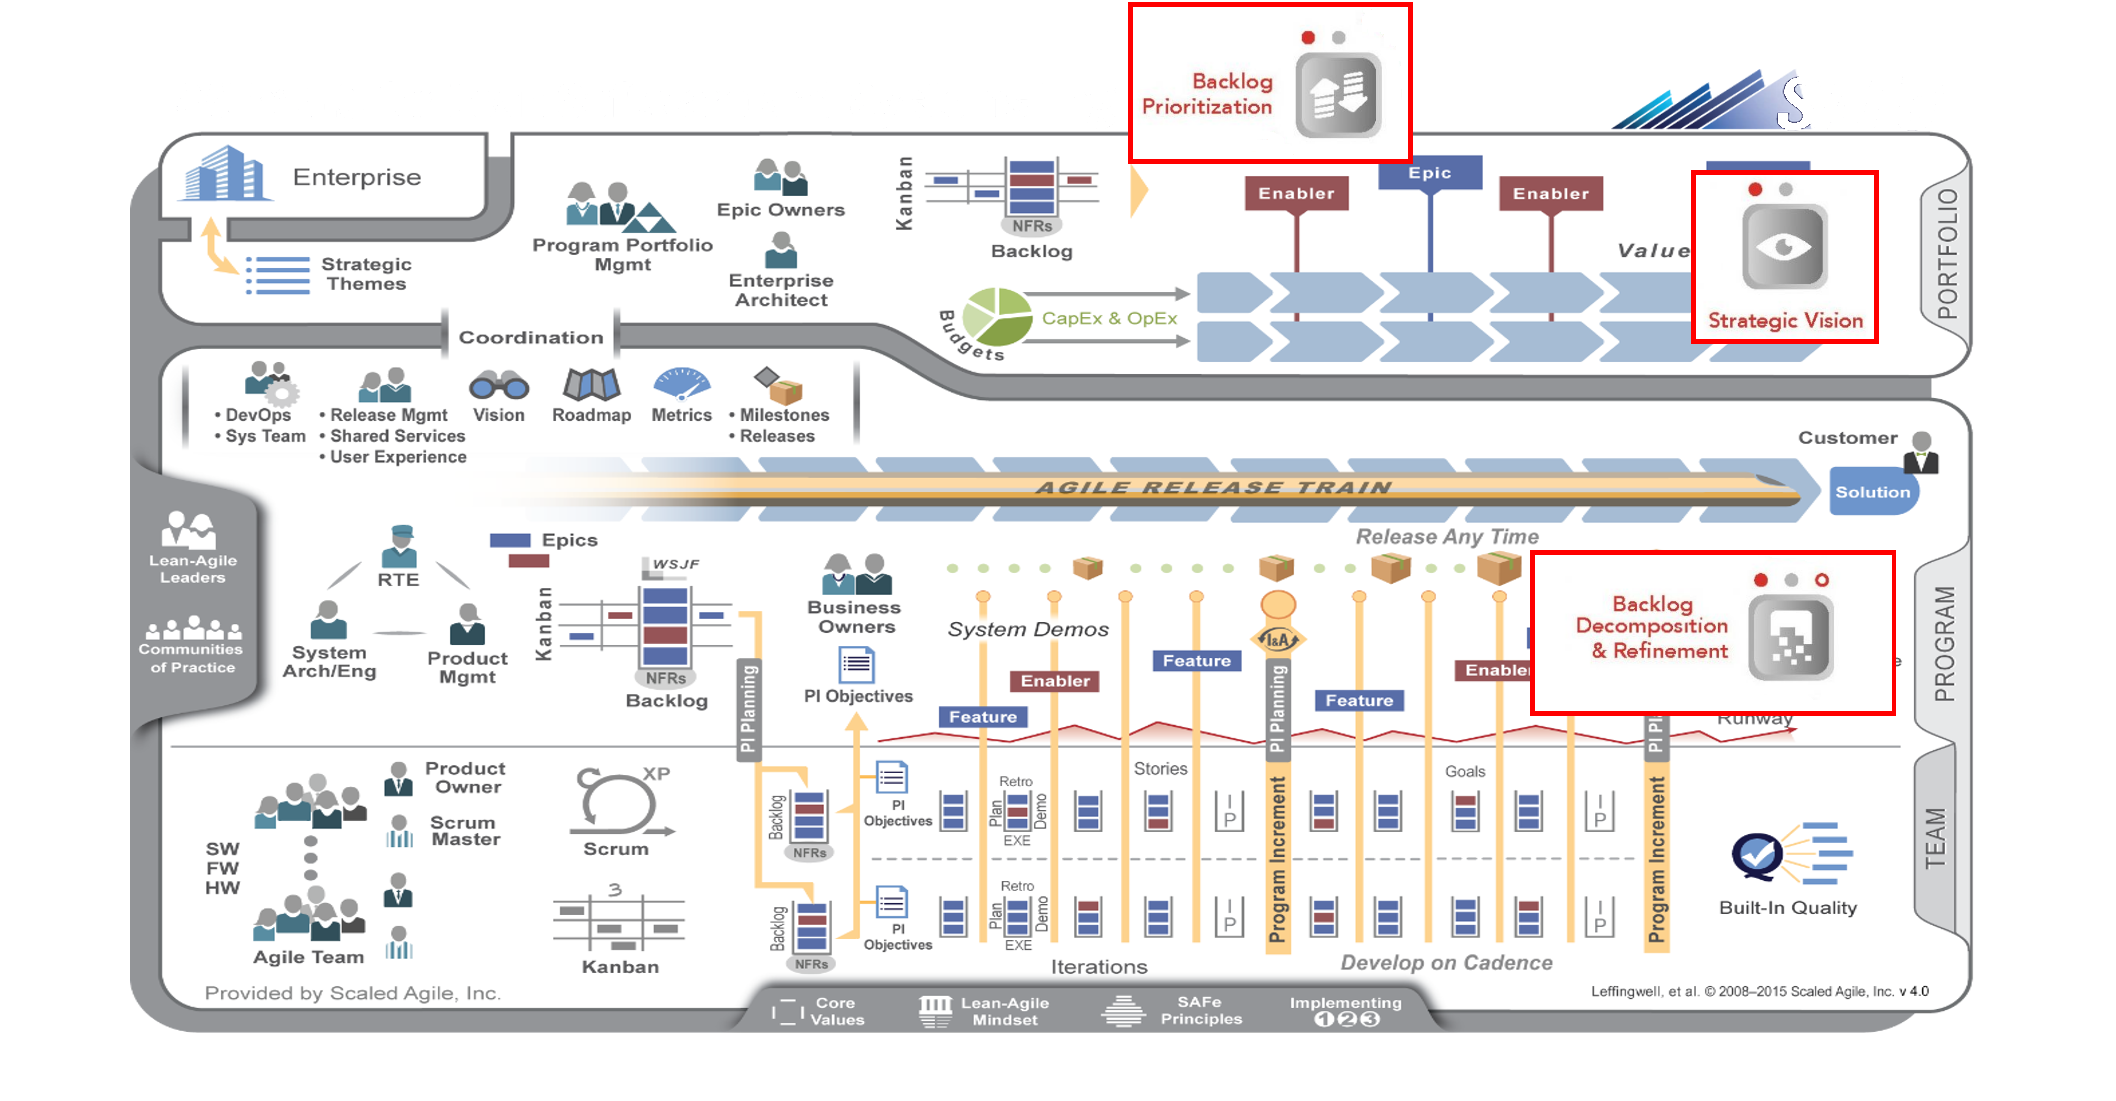 Backlog
Prioritization
S
Enterprise
Strategic
Themes
Program Portfolio
Mgmt
Epic Owners
Enterprise
Architect
Kanban
NFRs
Backlog
Enabler
Epic
Enabler
Value
Strategic Vision
Budgets
CapEx & OpEx
PORTFOLIO
Coordination
• DevOps
• Sys Team
• Release Mgmt
• Shared Services
• User Experience
Vision
Roadmap
Metrics
• Milestones
• Releases
Customer
Solution
AGILE RELEASE TRAIN
Release Any Time
Lean-Agile
Leaders
Communities
of Practice
RTE
System
Arch/Eng
Product
Mgmt
Epics
Kanban
WSJF
NFRs
Backlog
PI Planning
Business
Owners
PI Objectives
System Demos
Feature
Enabler
Feature
I&A
PI Planning
Feature
Enabler
Backlog
Decomposition
& Refinement
Runway
PROGRAM
Product
Owner
Scrum
Master
SW
FW
HW
Agile Team
XP
Scrum
3
Kanban
Backlog
NFRs
Backlog
NFRs
PI
Objectives
PI
Objectives
Retro
Plan
Demo
EXE
Retro
Plan
Demo
EXE
Stories
I
P
I
P
Iterations
Program Increment
Goals
I
P
I
P
Develop on Cadence
Program Increment
Built-In Quality
TEAM
Provided by Scaled Agile, Inc.
Leffingwell, et al. © 2008–2015 Scaled Agile, Inc. v 4.0
Core
Values
Lean-Agile
Mindset
SAFe
Principles
Implementing
1 2 3